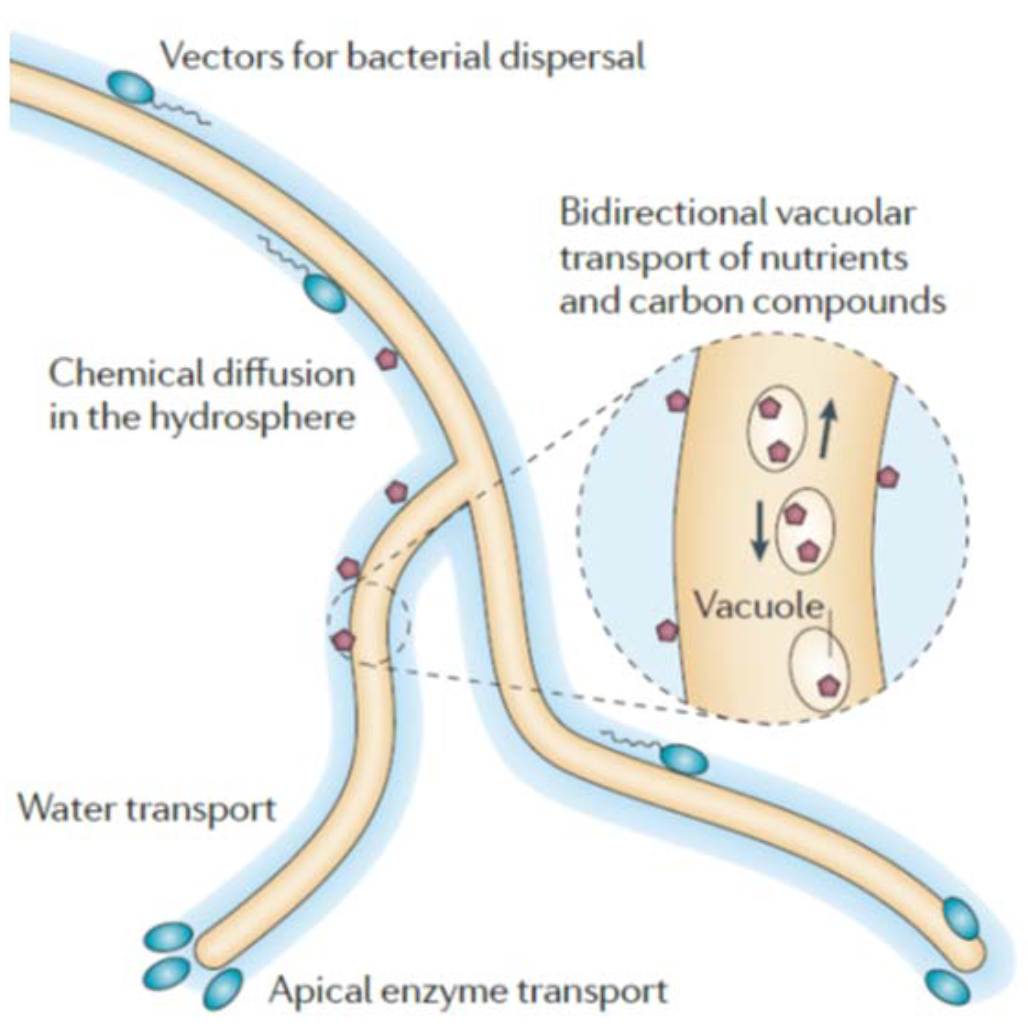 Vectors for bacterial dispersal
Bidirectional vacuolar
transport of nutrients
and carbon compounds
Chemical diffusion
in the hydrosphere
Vacuole
Water transport
Apical enzyme transport